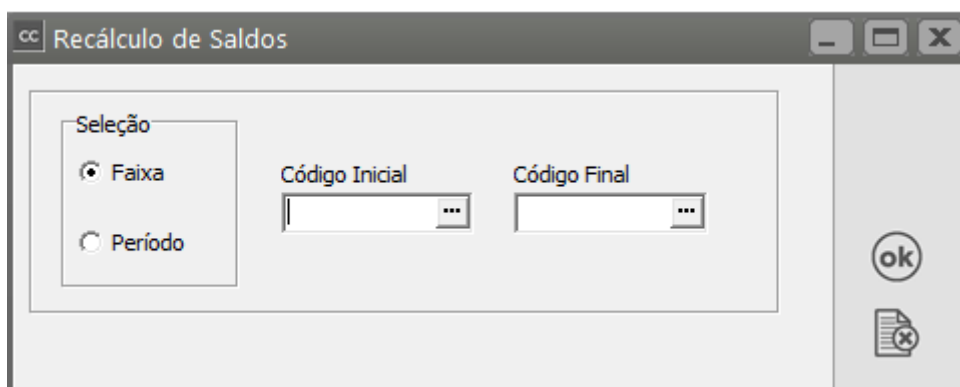 cc Recálculo de Saldos
Seleção
Faixa
Período
Código Inicial
Código Final
...
...
ok